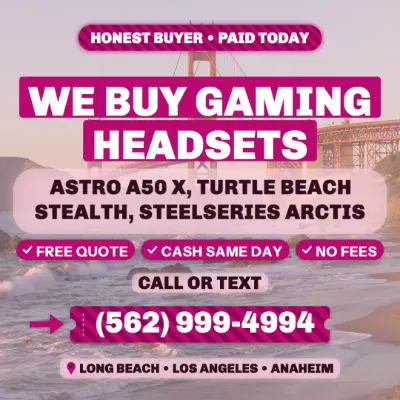 HONEST BUYER • PAID TODAY
WE BUY GAMING
HEADSETS
ASTRO A50 X, TURTLE BEACH
STEALTH, STEELSERIES ARCTIS
✓ FREE QUOTE ✓ CASH SAME DAY ✓ NO FEES
CALL OR TEXT
(562) 999-4994
LONG BEACH • LOS ANGELES • ANAHEIM